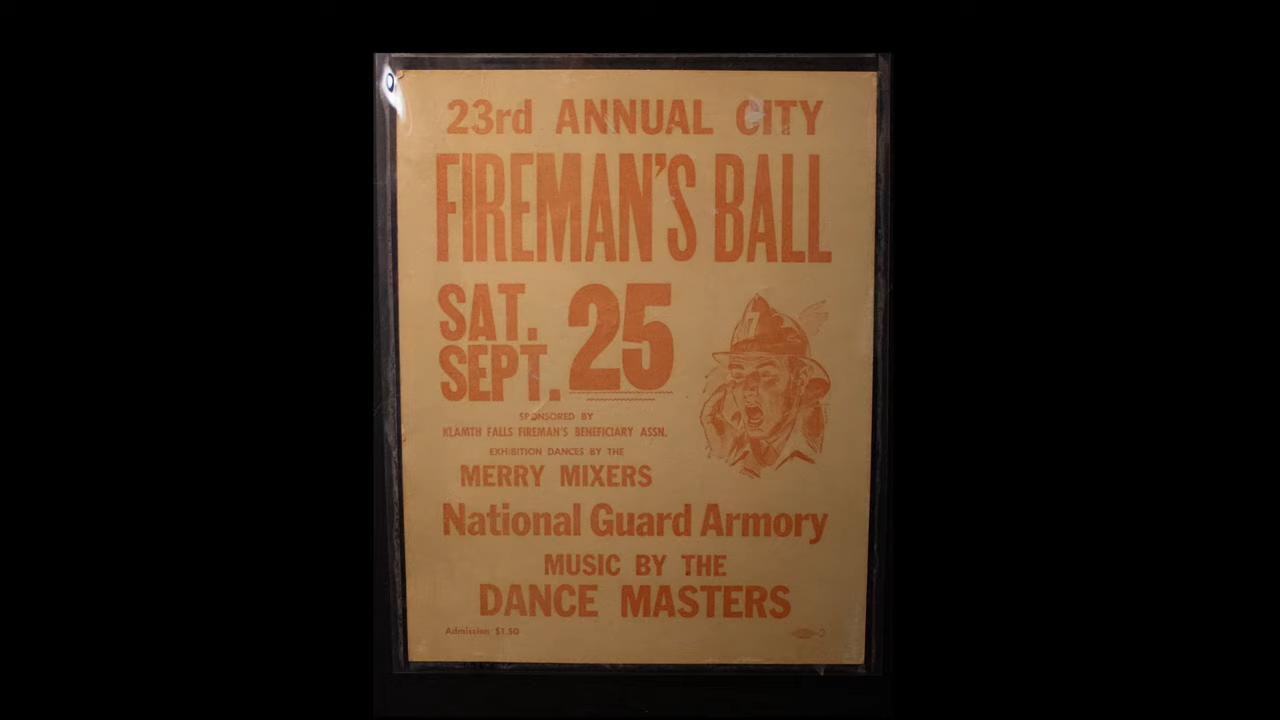 23rd ANNUAL CITY
FIREMAN'S BALL
SAT.
SEPT. 25
7
SPONSORED BY
KLAMTH FALLS FIREMAN'S BENEFICIARY ASSN.
EXHIBITION DANCES BY THE
MERRY MIXERS
National Guard Armory
MUSIC BY THE
DANCE MASTERS
Admission $1.50